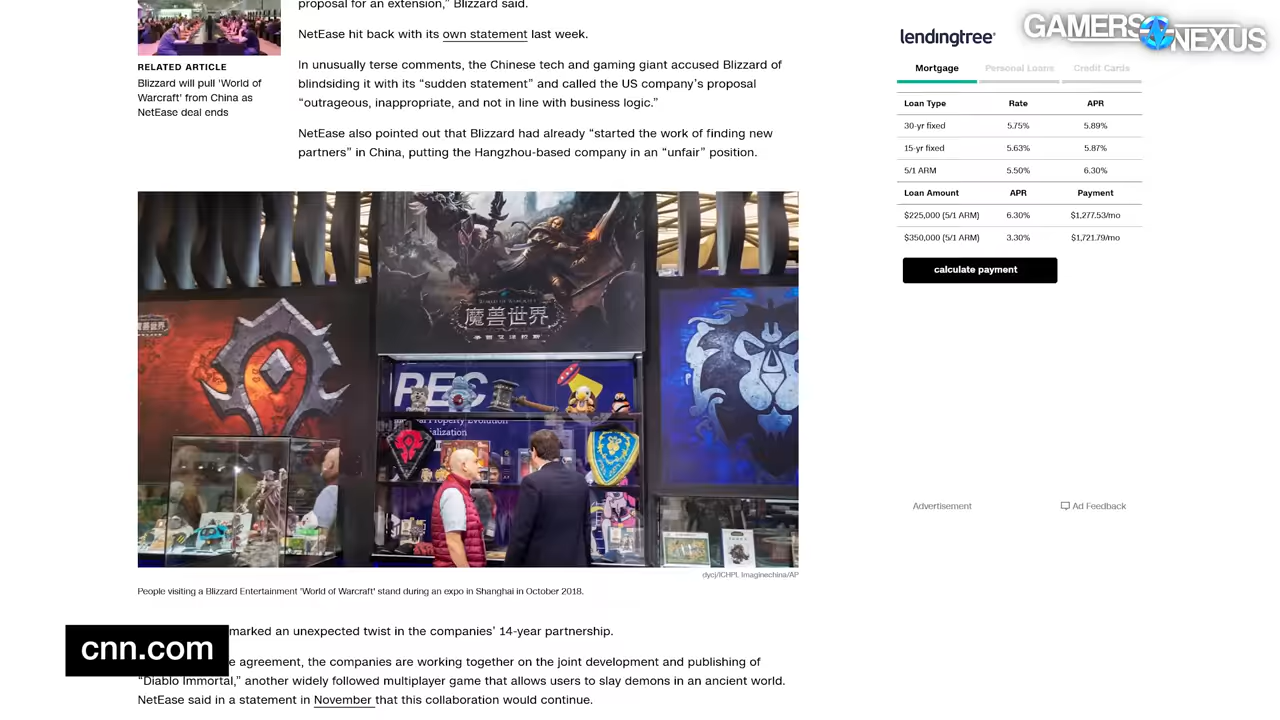 proposal for an extension,” Blizzard said.
NetEase hit back with its own statement last week.
RELATED ARTICLE
Blizzard will pull ‘World of
Warcraft’ from China as
NetEase deal ends
In unusually terse comments, the Chinese tech and gaming giant accused Blizzard of
blindsiding it with its “sudden statement” and called the US company’s proposal
“outrageous, inappropriate, and not in line with business logic.”
NetEase also pointed out that Blizzard had already “started the work of finding new
partners” in China, putting the Hangzhou-based company in an “unfair” position.
GAMERS NEXUS
lendingtree
Mortgage Personal Loans Credit Cards
Loan Type Rate APR
30-yr fixed 5.75% 5.89%
15-yr fixed 5.63% 5.87%
5/1 ARM 5.50% 6.30%
Loan Amount APR Payment
$225,000 (5/1 ARM) 6.30% $1,277.53/mo
$350,000 (5/1 ARM) 3.30% $1,721.79/mo
calculate payment
Advertisement Ad Feedback
WORLD OF WARCRAFT
魔兽世界
魔兽世界
PEC
Property Evolution
ialization
dycj/ICHPL Imaginechina/AP
People visiting a Blizzard Entertainment ‘World of Warcraft’ stand during an expo in Shanghai in October 2018.
marked an unexpected twist in the companies’ 14-year partnership.
cnn.com
e agreement, the companies are working together on the joint development and publishing of
“Diablo Immortal,” another widely followed multiplayer game that allows users to slay demons in an ancient world.
NetEase said in a statement in November that this collaboration would continue.